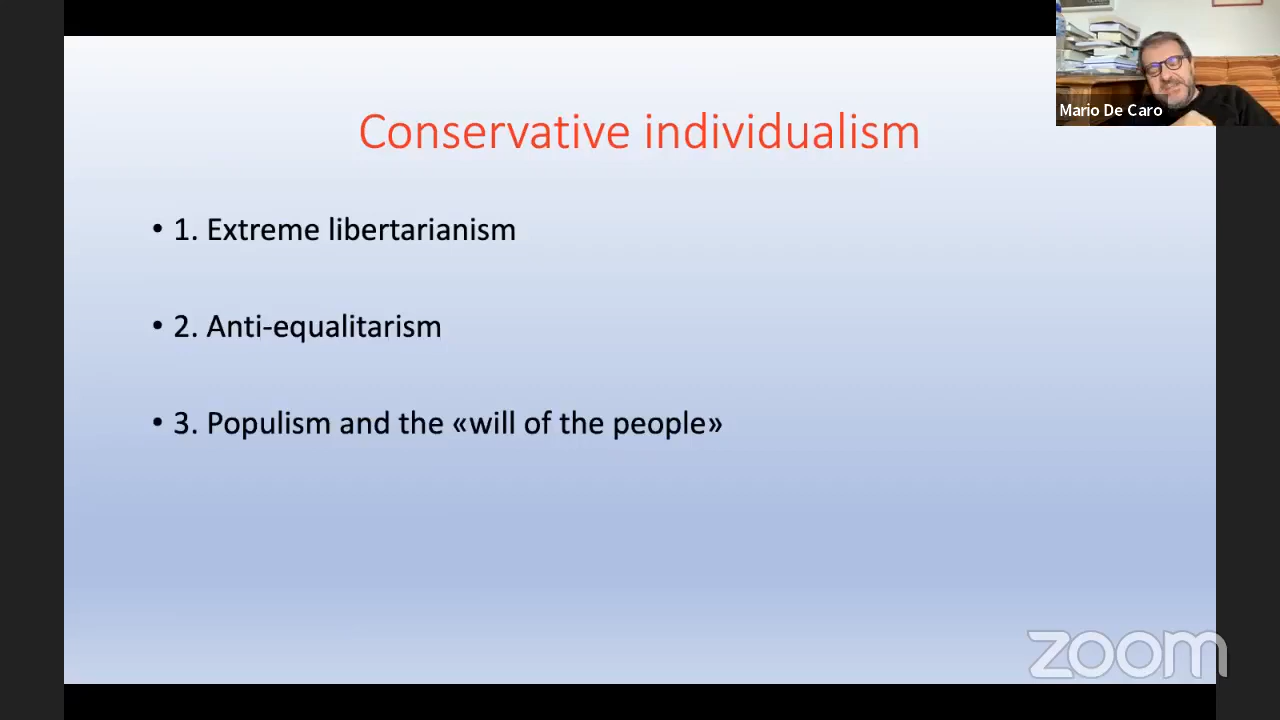 Mario De Caro
Conservative individualism
• 1. Extreme libertarianism
• 2. Anti-equalitarism
• 3. Populism and the «will of the people»
zoom